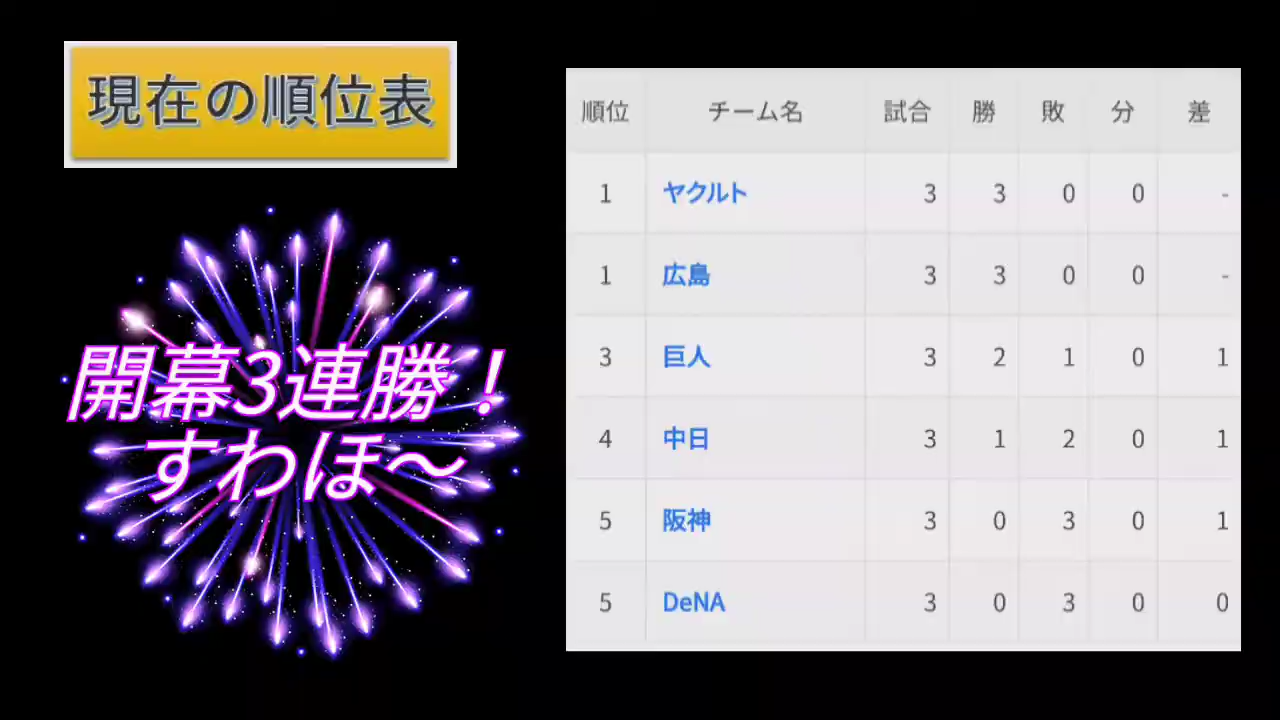 現在の順位表
開幕3連勝！
すわほ～
順位 チーム名 試合 勝 敗 分 差
1 ヤクルト 3 3 0 0 -
1 広島 3 3 0 0 -
3 巨人 3 2 1 0 1
4 中日 3 1 2 0 1
5 阪神 3 0 3 0 1
5 DeNA 3 0 3 0 0